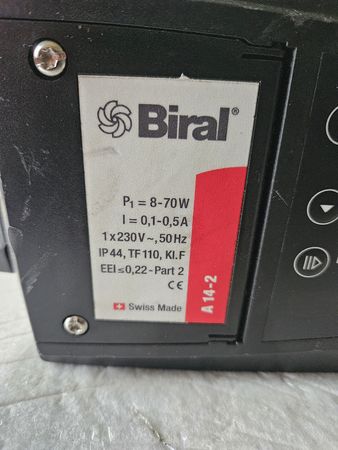 Biral®
P₁ = 8-70W
I = 0,1-0,5A
1x230V~,50Hz
IP44, TF110, Kl.F
EEI≤0,22-Part 2
CE
Swiss Made
A 14-2